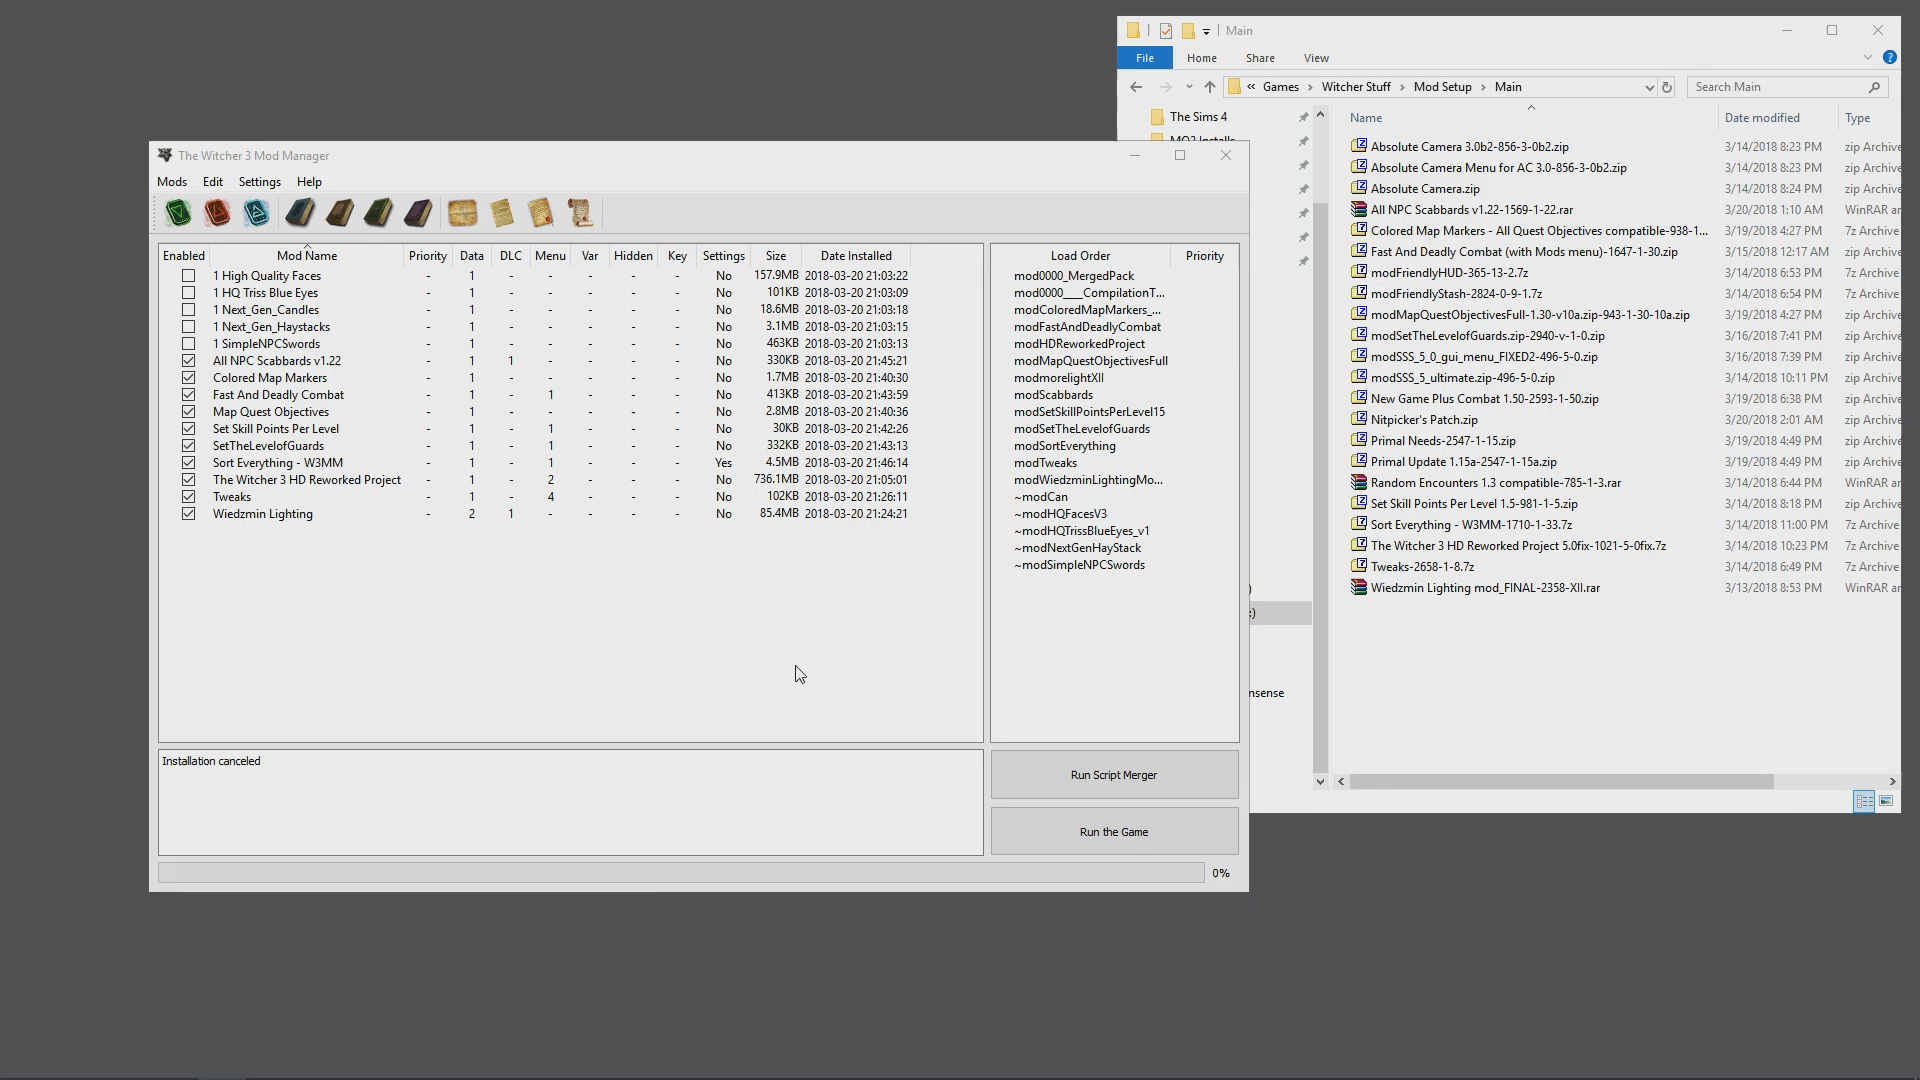 Main
File Home Share View
« Games › Witcher Stuff › Mod Setup › Main
Search Main
The Sims 4
MO2 Installs
Name Date modified Type
Absolute Camera 3.0b2-856-3-0b2.zip 3/14/2018 8:23 PM zip Archive
Absolute Camera Menu for AC 3.0-856-3-0b2.zip 3/14/2018 8:23 PM zip Archive
Absolute Camera.zip 3/14/2018 8:24 PM zip Archive
All NPC Scabbards v1.22-1569-1-22.rar 3/20/2018 1:10 AM WinRAR ar
Colored Map Markers - All Quest Objectives compatible-938-1... 3/19/2018 4:27 PM 7z Archive
Fast And Deadly Combat (with Mods menu)-1647-1-30.zip 3/15/2018 12:17 AM zip Archive
modFriendlyHUD-365-13-2.7z 3/14/2018 6:53 PM 7z Archive
modFriendlyStash-2824-0-9-1.7z 3/14/2018 6:54 PM 7z Archive
modMapQuestObjectivesFull-1.30-v10a.zip-943-1-30-10a.zip 3/19/2018 4:27 PM zip Archive
modSetTheLevelofGuards.zip-2940-v-1-0.zip 3/16/2018 7:41 PM zip Archive
modSSS_5_0_gui_menu_FIXED2-496-5-0.zip 3/16/2018 7:39 PM zip Archive
modSSS_5_ultimate.zip-496-5-0.zip 3/14/2018 10:11 PM zip Archive
New Game Plus Combat 1.50-2593-1-50.zip 3/19/2018 6:38 PM zip Archive
Nitpicker's Patch.zip 3/20/2018 2:01 AM zip Archive
Primal Needs-2547-1-15.zip 3/19/2018 4:49 PM zip Archive
Primal Update 1.15a-2547-1-15a.zip 3/19/2018 4:49 PM zip Archive
Random Encounters 1.3 compatible-785-1-3.rar 3/14/2018 6:44 PM WinRAR ar
Set Skill Points Per Level 1.5-981-1-5.zip 3/14/2018 8:18 PM zip Archive
Sort Everything - W3MM-1710-1-33.7z 3/14/2018 11:00 PM 7z Archive
The Witcher 3 HD Reworked Project 5.0fix-1021-5-0fix.7z 3/14/2018 10:23 PM 7z Archive
Tweaks-2658-1-8.7z 3/14/2018 6:49 PM 7z Archive
Wiedzmin Lighting mod_FINAL-2358-XII.rar 3/13/2018 8:53 PM WinRAR ar
:)
nsense
The Witcher 3 Mod Manager
Mods Edit Settings Help
Enabled Mod Name Priority Data DLC Menu Var Hidden Key Settings Size Date Installed
1 High Quality Faces - 1 - - - - - No 157.9MB 2018-03-20 21:03:22
1 HQ Triss Blue Eyes - 1 - - - - - No 101KB 2018-03-20 21:03:09
1 Next_Gen_Candles - 1 - - - - - No 18.6MB 2018-03-20 21:03:18
1 Next_Gen_Haystacks - 1 - - - - - No 3.1MB 2018-03-20 21:03:15
1 SimpleNPCSwords - 1 - - - - - No 463KB 2018-03-20 21:03:13
All NPC Scabbards v1.22 - 1 1 - - - - No 330KB 2018-03-20 21:45:21
Colored Map Markers - 1 - - - - - No 1.7MB 2018-03-20 21:40:30
Fast And Deadly Combat - 1 - 1 - - - No 413KB 2018-03-20 21:43:59
Map Quest Objectives - 1 - - - - - No 2.8MB 2018-03-20 21:40:36
Set Skill Points Per Level - 1 - 1 - - - No 30KB 2018-03-20 21:42:26
SetTheLevelofGuards - 1 - 1 - - - No 332KB 2018-03-20 21:43:13
Sort Everything - W3MM - 1 - 1 - - - Yes 4.5MB 2018-03-20 21:46:14
The Witcher 3 HD Reworked Project - 1 - 2 - - - No 736.1MB 2018-03-20 21:05:01
Tweaks - 1 - 4 - - - No 102KB 2018-03-20 21:26:11
Wiedzmin Lighting - 2 1 - - - - No 85.4MB 2018-03-20 21:24:21
Load Order Priority
mod0000_MergedPack
mod0000___CompilationT...
modColoredMapMarkers_...
modFastAndDeadlyCombat
modHDReworkedProject
modMapQuestObjectivesFull
modmorelightXII
modScabbards
modSetSkillPointsPerLevel15
modSetTheLevelofGuards
modSortEverything
modTweaks
modWiedzminLightingMo...
~modCan
~modHQFacesV3
~modHQTrissBlueEyes_v1
~modNextGenHayStack
~modSimpleNPCSwords
Installation canceled
Run Script Merger
Run the Game
0%